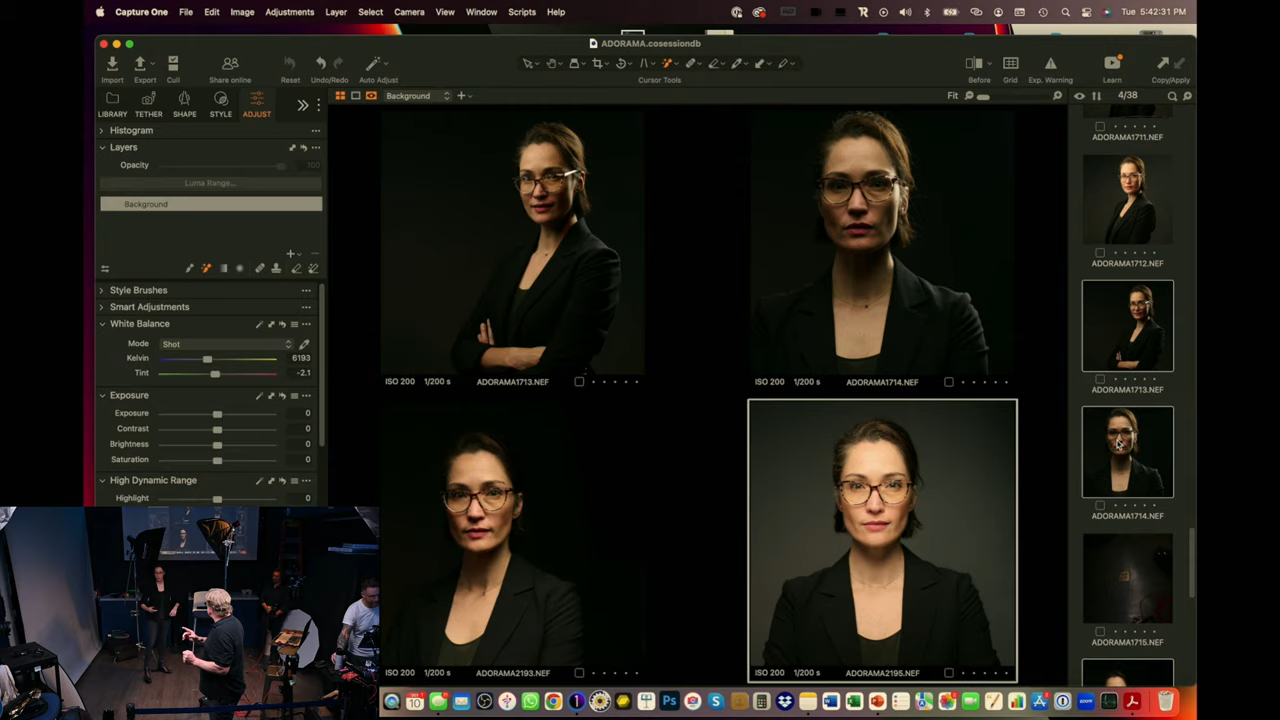 Capture One File Edit Image Adjustments Layer Select Camera View Window Scripts Help Tue 5:42:31 PM
ADORAMA.cosessiondb
Import Export Cull Share online Reset Undo/Redo Auto Adjust Cursor Tools Before Grid Exp. Warning Learn Copy/Apply
LIBRARY TETHER SHAPE STYLE ADJUST
Background
Fit
4/38
Histogram
Layers
Opacity 100
Luma Range...
Background
Style Brushes
Smart Adjustments
White Balance
Mode Shot
Kelvin 6193
Tint -2.1
Exposure
Exposure 0
Contrast 0
Brightness 0
Saturation 0
High Dynamic Range
Highlight 0
ISO 200 1/200 s ADORAMA1713.NEF
ISO 200 1/200 s ADORAMA1714.NEF
ISO 200 1/200 s ADORAMA2193.NEF
ISO 200 1/200 s ADORAMA2195.NEF
ADORAMA1711.NEF
ADORAMA1712.NEF
ADORAMA1713.NEF
ADORAMA1714.NEF
ADORAMA1715.NEF